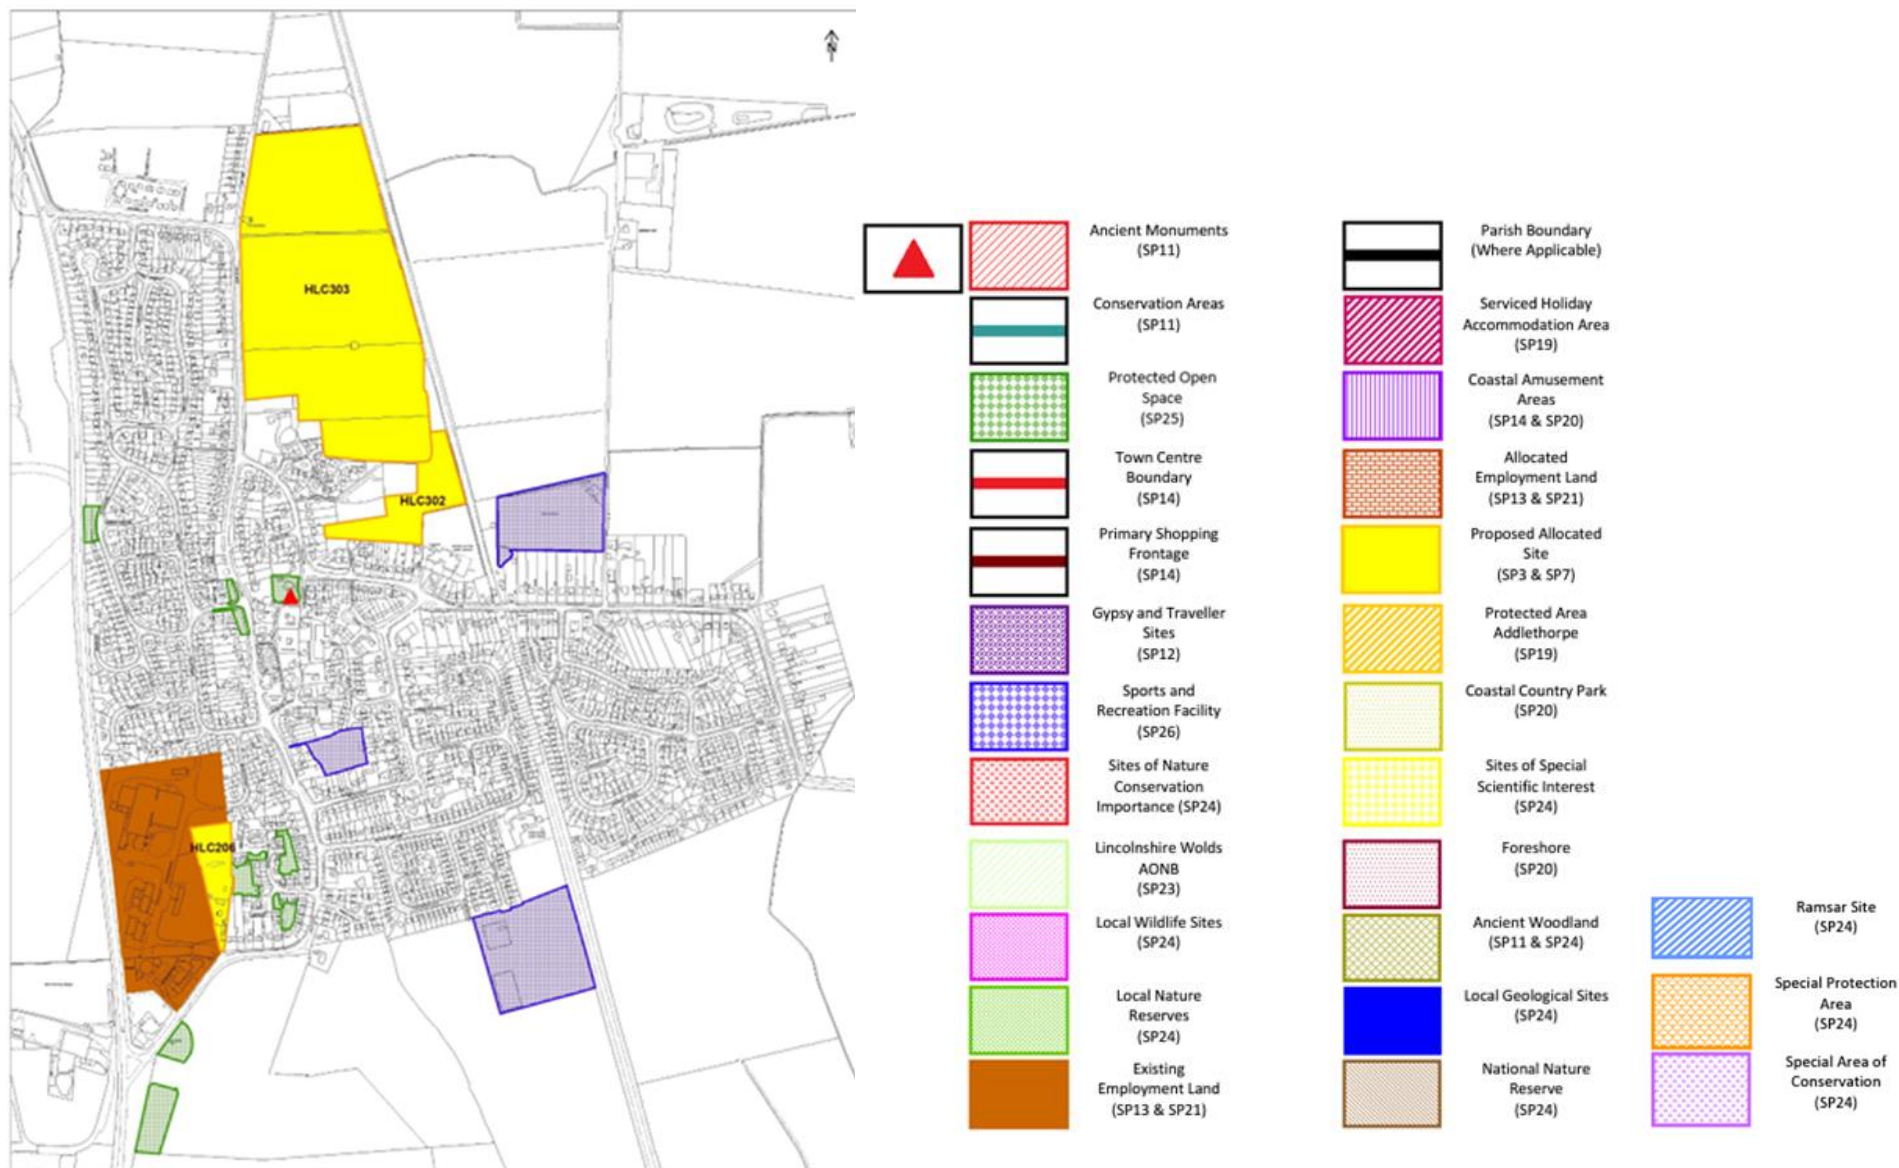 N
HLC303
HLC302
HLC206
Ancient Monuments
(SP11)
Conservation Areas
(SP11)
Protected Open
Space
(SP25)
Town Centre
Boundary
(SP14)
Primary Shopping
Frontage
(SP14)
Gypsy and Traveller
Sites
(SP12)
Sports and
Recreation Facility
(SP26)
Sites of Nature
Conservation
Importance (SP24)
Lincolnshire Wolds
AONB
(SP23)
Local Wildlife Sites
(SP24)
Local Nature
Reserves
(SP24)
Existing
Employment Land
(SP13 & SP21)
Parish Boundary
(Where Applicable)
Serviced Holiday
Accommodation Area
(SP19)
Coastal Amusement
Areas
(SP14 & SP20)
Allocated
Employment Land
(SP13 & SP21)
Proposed Allocated
Site
(SP3 & SP7)
Protected Area
Addlethorpe
(SP19)
Coastal Country Park
(SP20)
Sites of Special
Scientific Interest
(SP24)
Foreshore
(SP20)
Ancient Woodland
(SP11 & SP24)
Local Geological Sites
(SP24)
National Nature
Reserve
(SP24)
Ramsar Site
(SP24)
Special Protection
Area
(SP24)
Special Area of
Conservation
(SP24)